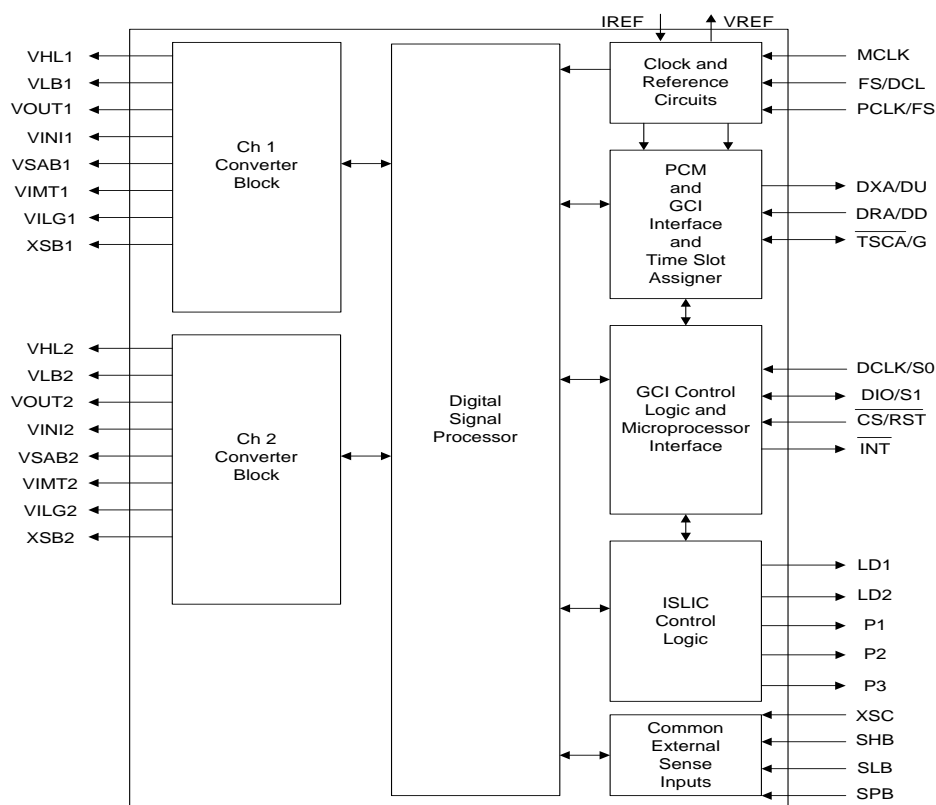 IREF
VREF
VHL1
VLB1
VOUT1
VINI1
VSAB1
VIMT1
VILG1
XSB1
Ch 1
Converter
Block
VHL2
VLB2
VOUT2
VINI2
VSAB2
VIMT2
VILG2
XSB2
Ch 2
Converter
Block
Digital
Signal
Processor
Clock and
Reference
Circuits
MCLK
FS/DCL
PCLK/FS
PCM
and
GCI
Interface
and
Time Slot
Assigner
DXA/DU
DRA/DD
TSCA/G
GCI Control
Logic and
Microprocessor
Interface
DCLK/S0
DIO/S1
CS/RST
INT
ISLIC
Control
Logic
LD1
LD2
P1
P2
P3
Common
External
Sense
Inputs
XSC
SHB
SLB
SPB